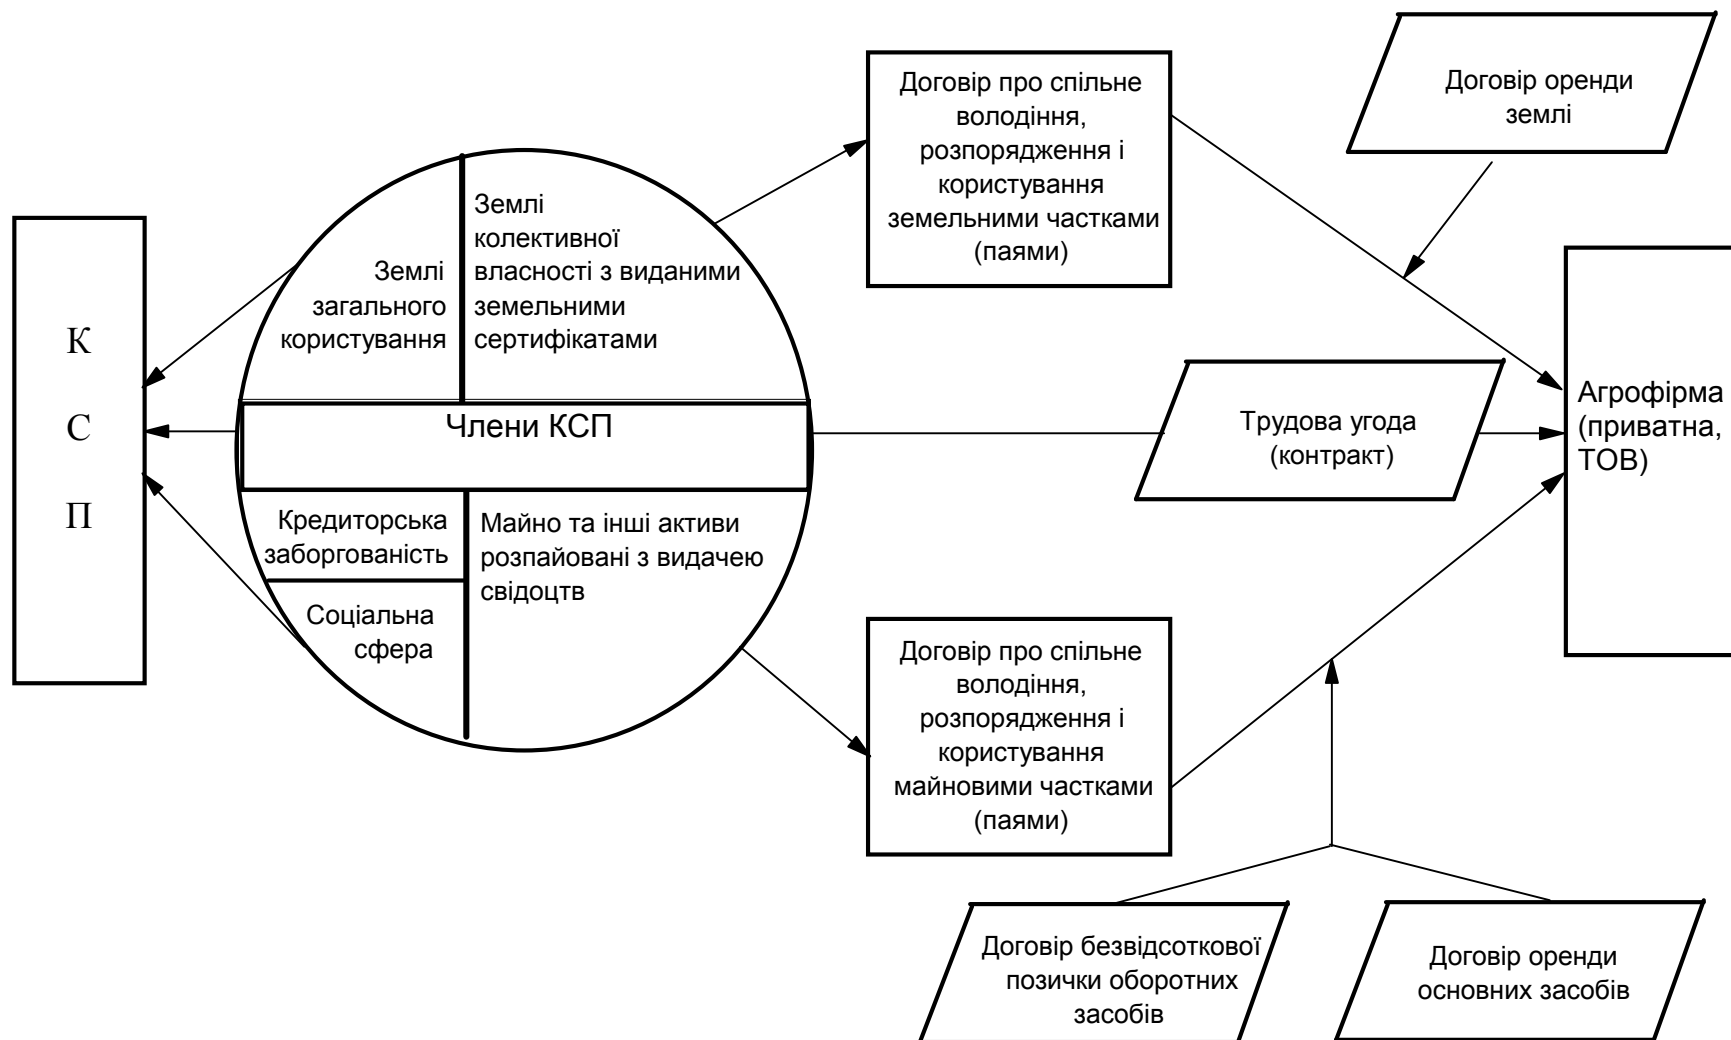 К
С
П
Землі
загального
користування
Землі
колективної
власності з виданими
земельними
сертифікатами
Члени КСП
Кредиторська
заборгованість
Соціальна
сфера
Майно та інші активи
розпайовані з видачею
свідоцтв
Договір про спільне
володіння,
розпорядження і
користування
земельними частками
(паями)
Договір оренди
землі
Трудова угода
(контракт)
Агрофірма
(приватна,
ТОВ)
Договір про спільне
володіння,
розпорядження і
користування
майновими частками
(паями)
Договір безвідсоткової
позички оборотних
засобів
Договір оренди
основних засобів